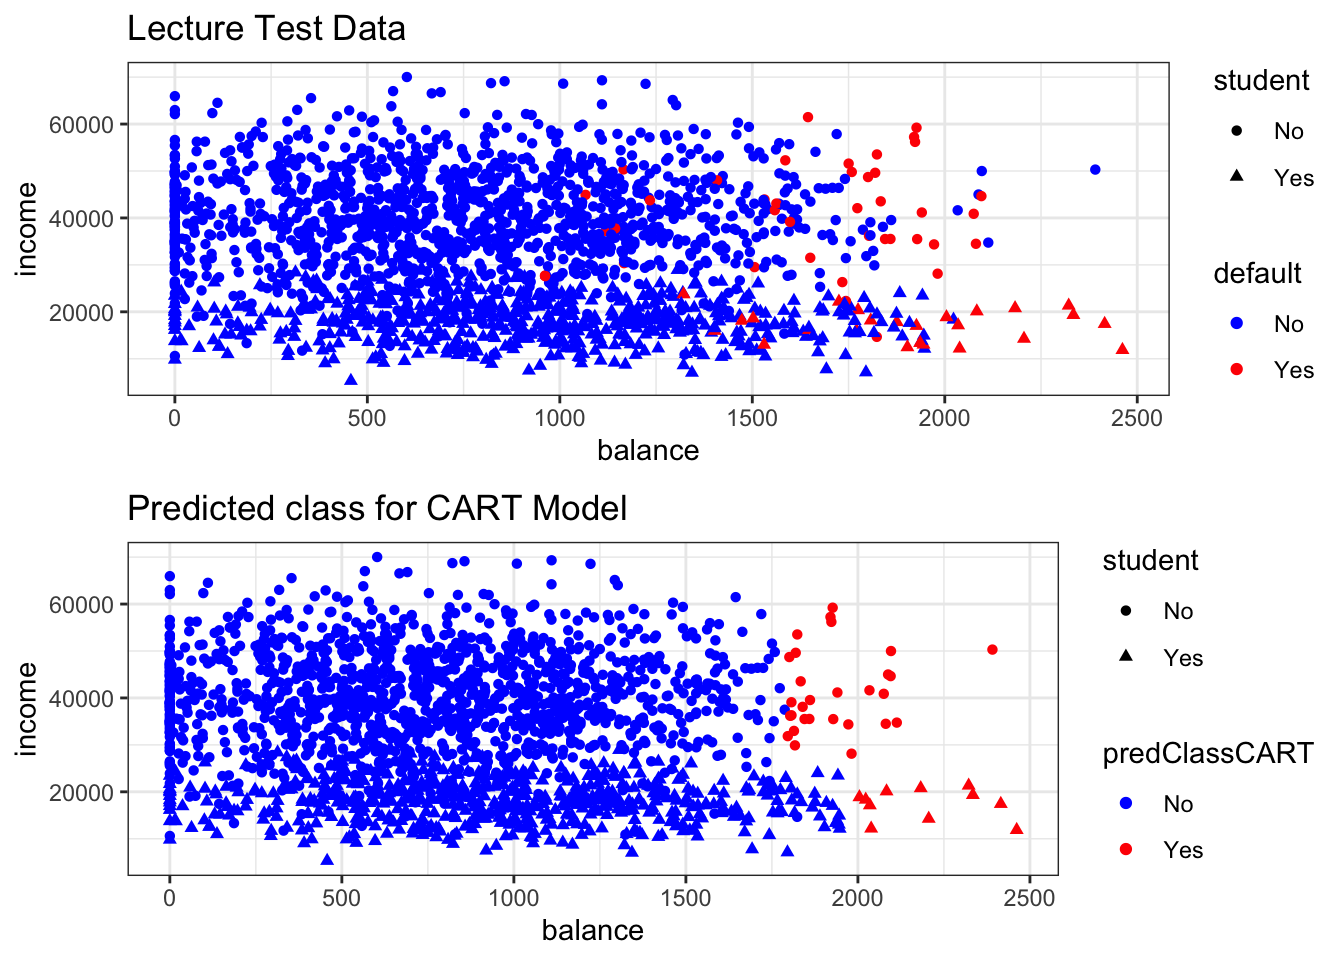 Lecture Test Data
60000
40000
20000
income
0 500 1000 1500 2000 2500
balance
student
No
Yes
default
No
Yes
Predicted class for CART Model
60000
40000
20000
income
0 500 1000 1500 2000 2500
balance
student
No
Yes
predClassCART
No
Yes